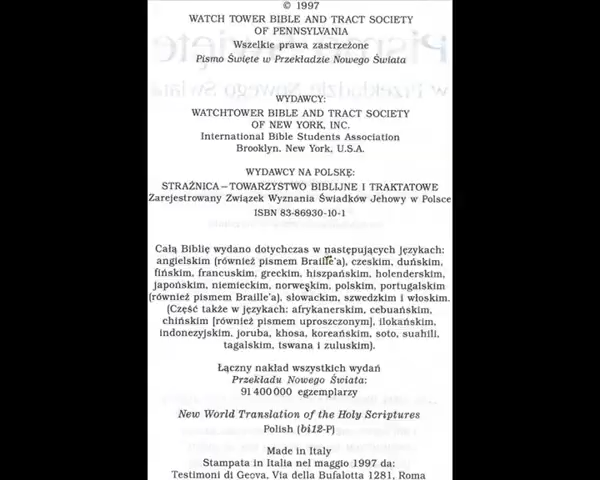 © 1997
WATCH TOWER BIBLE AND TRACT SOCIETY
OF PENNSYLVANIA
Wszelkie prawa zastrzeżone
Pismo Święte w Przekładzie Nowego Świata
WYDAWCY:
WATCHTOWER BIBLE AND TRACT SOCIETY
OF NEW YORK, INC.
International Bible Students Association
Brooklyn, New York, U.S.A.
WYDAWCY NA POLSKĘ:
STRAŻNICA — TOWARZYSTWO BIBLIJNE I TRAKTATOWE
Zarejestrowany Związek Wyznania Świadków Jehowy w Polsce
ISBN 83-86930-10-1
Całą Biblię wydano dotychczas w następujących językach:
angielskim (również pismem Braille'a), czeskim, duńskim,
fińskim, francuskim, greckim, hiszpańskim, holenderskim,
japońskim, niemieckim, norweskim, polskim, portugalskim
(również pismem Braille'a), słowackim, szwedzkim i włoskim.
(Część także w językach: afrykanerskim, cebuańskim,
chińskim [również pismem uproszczonym], ilokańskim,
indonezyjskim, joruba, khosa, koreańskim, soto, suahili,
tagalskim, tswana i zuluskim).
Łączny nakład wszystkich wydań
Przekładu Nowego Świata:
91 400 000 egzemplarzy
New World Translation of the Holy Scriptures
Polish (bi12-P)
Made in Italy
Stampata in Italia nel maggio 1997 da:
Testimoni di Geova, Via della Bufalotta 1281, Roma